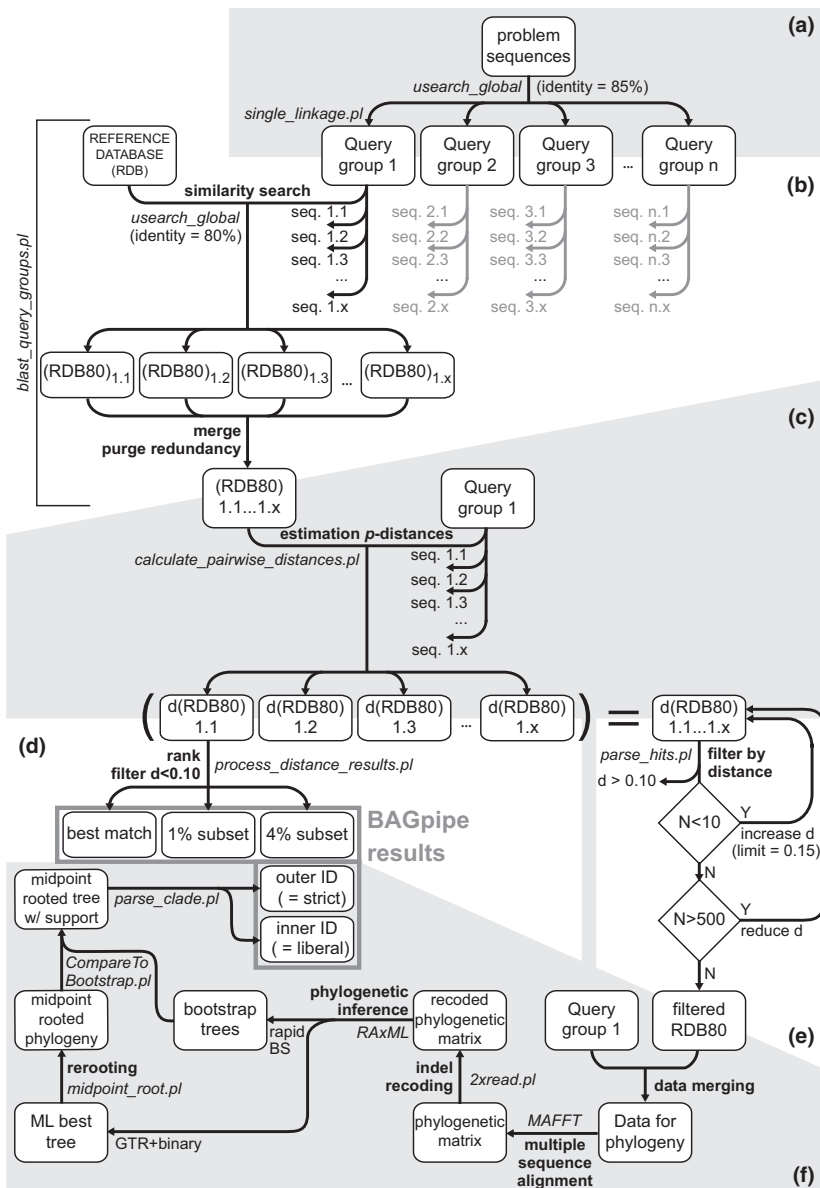 (a)
problem
sequences
usearch_global (identity = 85%)
single_linkage.pl
REFERENCE
DATABASE
(RDB)
Query
group 1
Query
group 2
Query
group 3
...
Query
group n
(b)
similarity search
usearch_global
(identity = 80%)
blast_query_groups.pl
seq. 1.1
seq. 1.2
seq. 1.3
...
seq. 1.x
seq. 2.1
seq. 2.2
seq. 2.3
...
seq. 2.x
seq. 3.1
seq. 3.2
seq. 3.3
...
seq. 3.x
seq. n.1
seq. n.2
seq. n.3
...
seq. n.x
(RDB80)1.1
(RDB80)1.2
(RDB80)1.3
...
(RDB80)1.x
merge
purge redundancy
(c)
(RDB80)
1.1...1.x
Query
group 1
estimation p-distances
calculate_pairwise_distances.pl
seq. 1.1
seq. 1.2
seq. 1.3
...
seq. 1.x
(
d(RDB80)
1.1
d(RDB80)
1.2
d(RDB80)
1.3
...
d(RDB80)
1.x
)
=
d(RDB80)
1.1...1.x
(d)
rank
filter d<0.10
process_distance_results.pl
parse_hits.pl
filter by
distance
d > 0.10
best match
1% subset
4% subset
BAGpipe
results
N<10
Y
increase d
(limit = 0.15)
N
N>500
Y
reduce d
N
midpoint
rooted tree
w/ support
parse_clade.pl
outer ID
( = strict)
inner ID
( = liberal)
CompareTo
Bootstrap.pl
midpoint
rooted
phylogeny
bootstrap
trees
rapid
BS
phylogenetic
inference
RAxML
recoded
phylogenetic
matrix
Query
group 1
filtered
RDB80
(e)
rerooting
midpoint_root.pl
indel
recoding
2xread.pl
data merging
ML best
tree
GTR+binary
phylogenetic
matrix
MAFFT
multiple
sequence
alignment
Data for
phylogeny
(f)